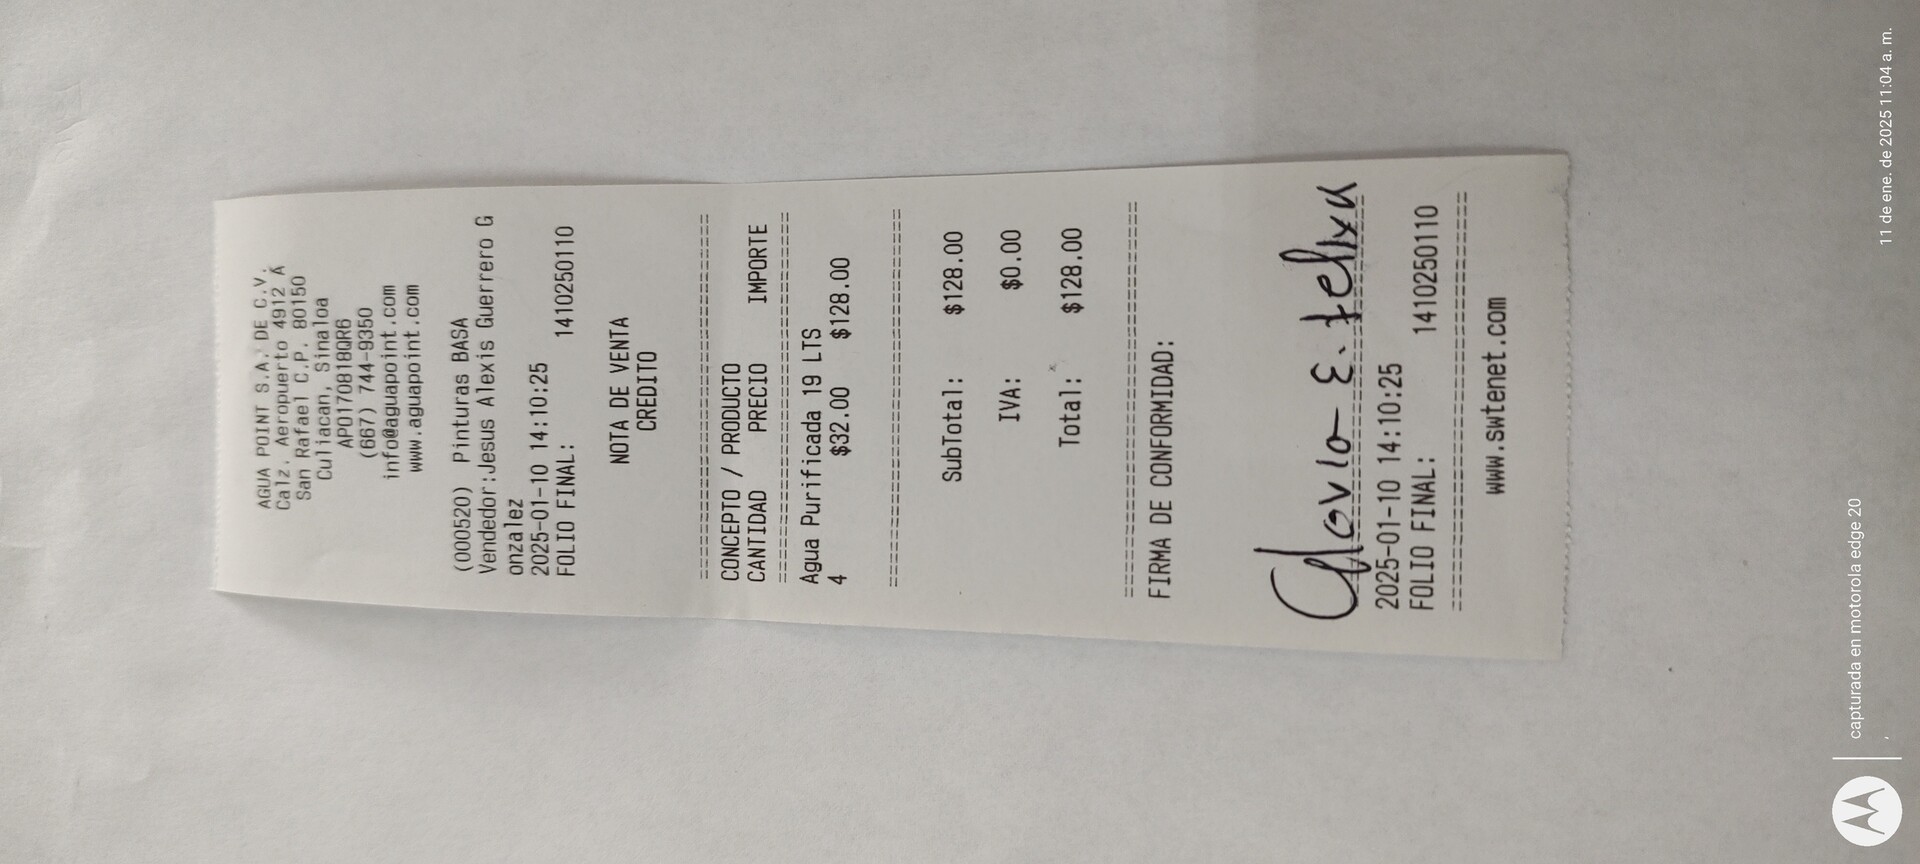 AGUA POINT S.A. DE C.V.
Calz. Aeropuerto 4912 A
San Rafael C.P. 80150
Culiacan, Sinaloa
APO170818QR6
(667) 744-9350
info@aguapoint.com
www.aguapoint.com
(000520) Pinturas BASA
Vendedor:Jesus Alexis Guerrero G
onzalez
2025-01-10 14:10:25
FOLIO FINAL: 1410250110
NOTA DE VENTA
CREDITO
================================
CONCEPTO / PRODUCTO
CANTIDAD PRECIO IMPORTE
================================
Agua Purificada 19 LTS
4 $32.00 $128.00
================================
SubTotal: $128.00
IVA: $0.00
Total: $128.00
================================
FIRMA DE CONFORMIDAD:
E. Felix
================================
2025-01-10 14:10:25
FOLIO FINAL: 1410250110
================================
www.swtenet.com
capturada en motorola edge 20
11 de ene. de 2025 11:04 a. m.